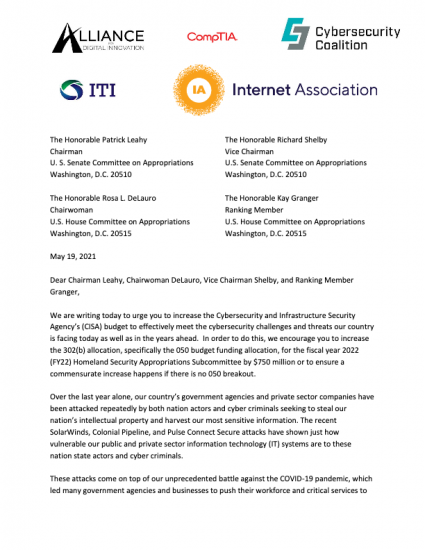 ALLIANCE
for
DIGITAL INNOVATION
CompTIA
Cybersecurity
Coalition
ITI
IA
Internet Association
The Honorable Patrick Leahy
Chairman
U. S. Senate Committee on Appropriations
Washington, D.C. 20510
The Honorable Richard Shelby
Vice Chairman
U.S. Senate Committee on Appropriations
Washington, D.C. 20510
The Honorable Rosa L. DeLauro
Chairwoman
U.S. House Committee on Appropriations
Washington, D.C. 20515
The Honorable Kay Granger
Ranking Member
U.S. House Committee on Appropriations
Washington, D.C. 20515
May 19, 2021
Dear Chairman Leahy, Chairwoman DeLauro, Vice Chairman Shelby, and Ranking Member
Granger,
We are writing today to urge you to increase the Cybersecurity and Infrastructure Security
Agency's (CISA) budget to effectively meet the cybersecurity challenges and threats our country
is facing today as well as in the years ahead. In order to do this, we encourage you to increase
the 302(b) allocation, specifically the 050 budget funding allocation, for the fiscal year 2022
(FY22) Homeland Security Appropriations Subcommittee by $750 million or to ensure a
commensurate increase happens if there is no 050 breakout.
Over the last year alone, our country's government agencies and private sector companies have
been attacked repeatedly by both nation actors and cyber criminals seeking to steal our
nation's intellectual property and harvest our most sensitive information. The recent
SolarWinds, Colonial Pipeline, and Pulse Connect Secure attacks have shown just how
vulnerable our public and private sector information technology (IT) systems are to these
nation state actors and cyber criminals.
These attacks come on top of our unprecedented battle against the COVID-19 pandemic, which
led many government agencies and businesses to push their workforce and critical services to